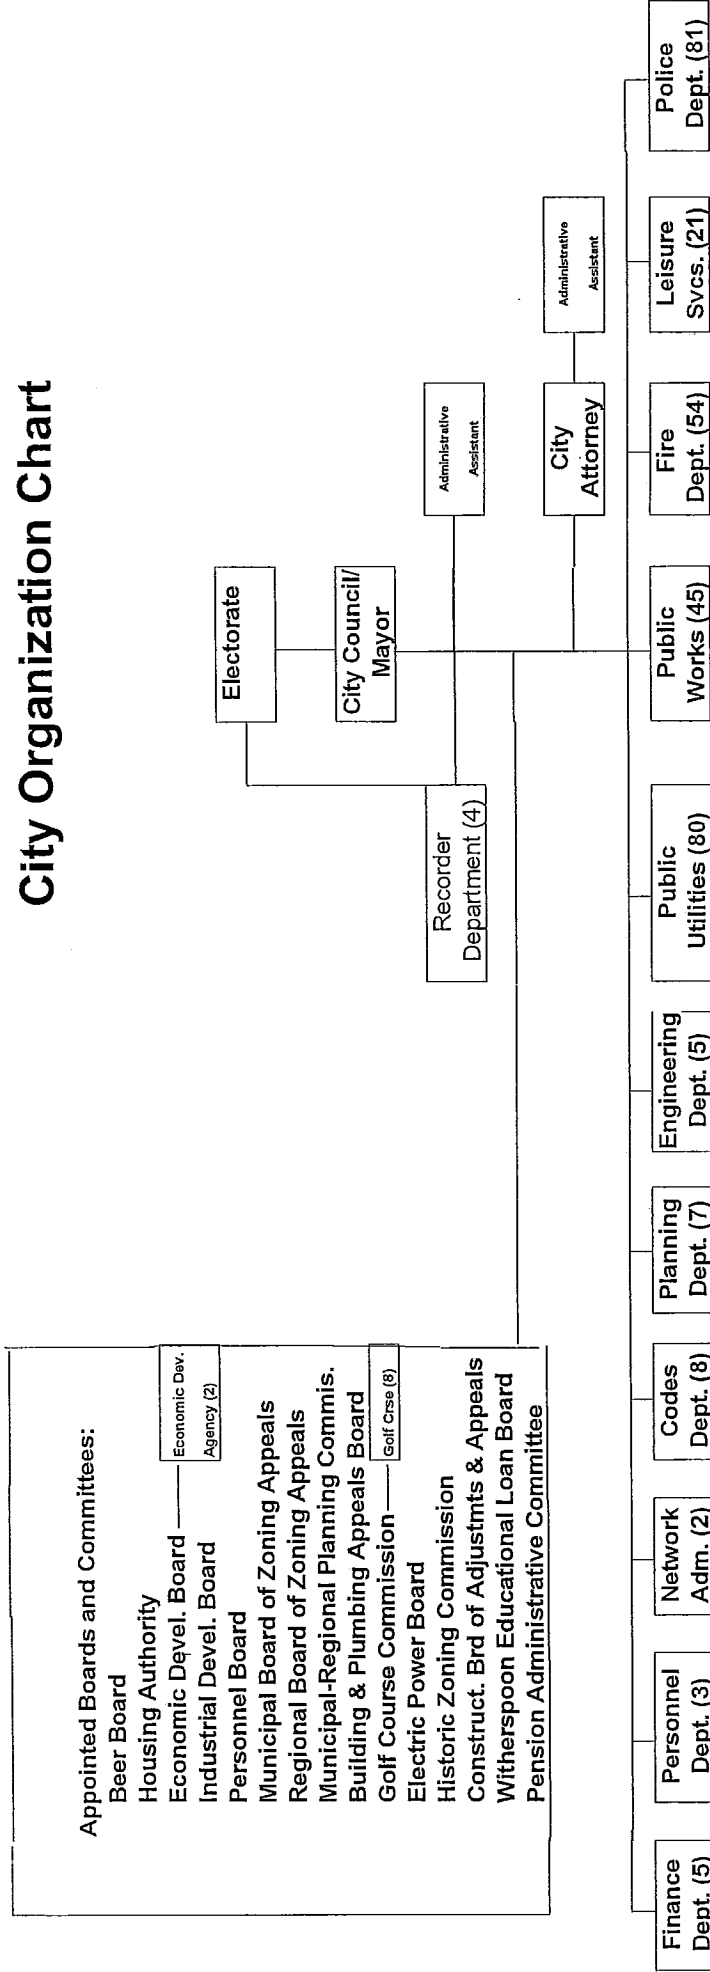 City Organization Chart
Electorate
City Council/
Mayor
Recorder
Department (4)
Administrative
Assistant
City
Attorney
Administrative
Assistant
Appointed Boards and Committees:
Beer Board
Housing Authority
Economic Devel. Board
Economic Dev.
Agency (2)
Industrial Devel. Board
Personnel Board
Municipal Board of Zoning Appeals
Regional Board of Zoning Appeals
Municipal-Regional Planning Commis.
Building & Plumbing Appeals Board
Golf Course Commission
Golf Crse (8)
Electric Power Board
Historic Zoning Commission
Construct. Brd of Adjustmts & Appeals
Witherspoon Educational Loan Board
Pension Administrative Committee
Finance
Dept. (5)
Personnel
Dept. (3)
Network
Adm. (2)
Codes
Dept. (8)
Planning
Dept. (7)
Engineering
Dept. (5)
Public
Utilities (80)
Public
Works (45)
Fire
Dept. (54)
Leisure
Svcs. (21)
Police
Dept. (81)